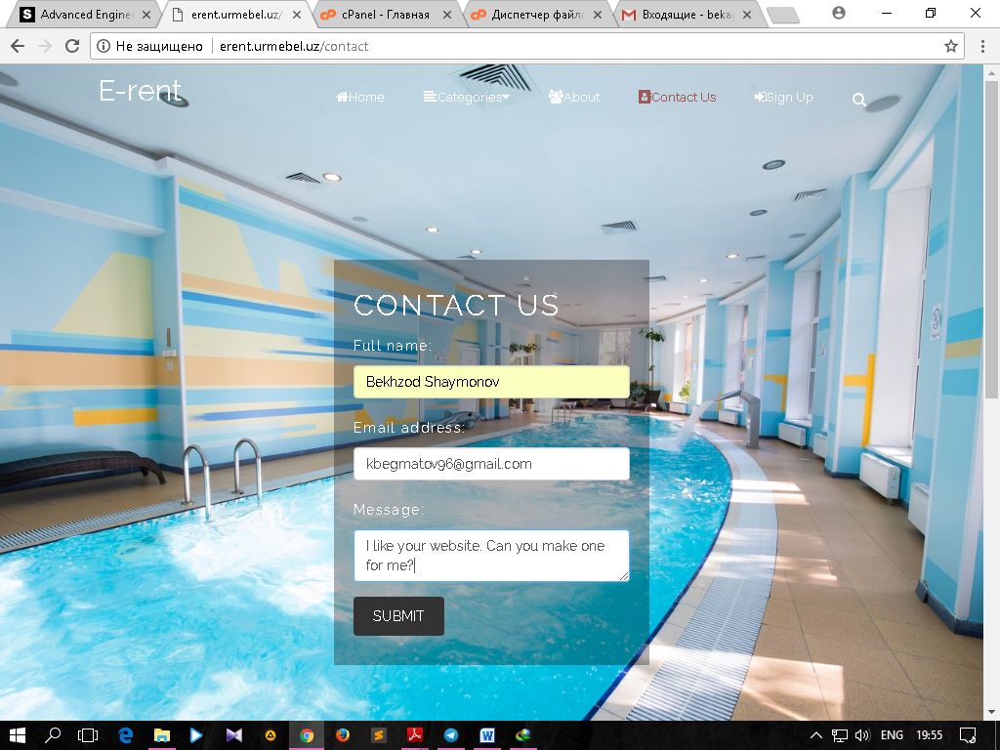 Advanced Engine
erent.urmebel.uz/
cPanel - Главная
Диспетчер файло
Входящие - beka
Не защищено
erent.urmebel.uz/contact
E-rent
Home
Categories
About
Contact Us
Sign Up
CONTACT US
Full name:
Bekhzod Shaymonov
Email address:
kbegmatov96@gmail.com
Message:
I like your website. Can you make one
for me?
SUBMIT
ENG
19:55